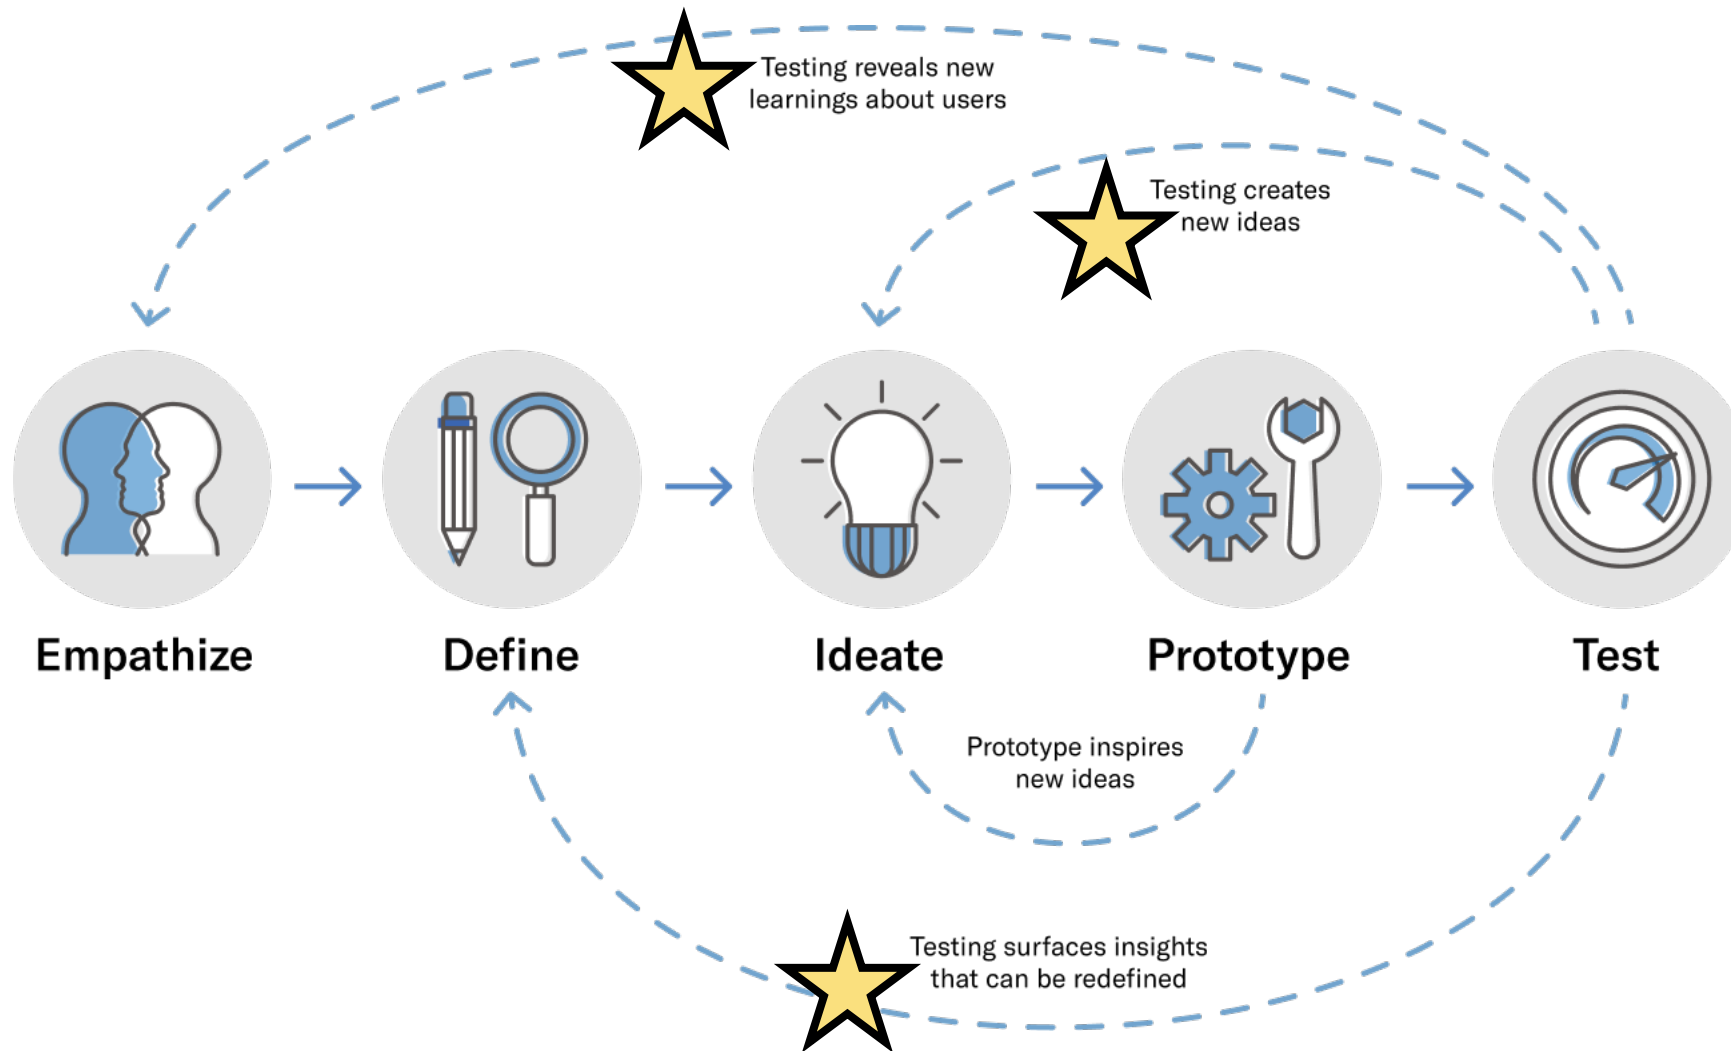 Testing reveals new
learnings about users
Testing creates
new ideas
Empathize
Define
Ideate
Prototype
Test
Prototype inspires
new ideas
Testing surfaces insights
that can be redefined